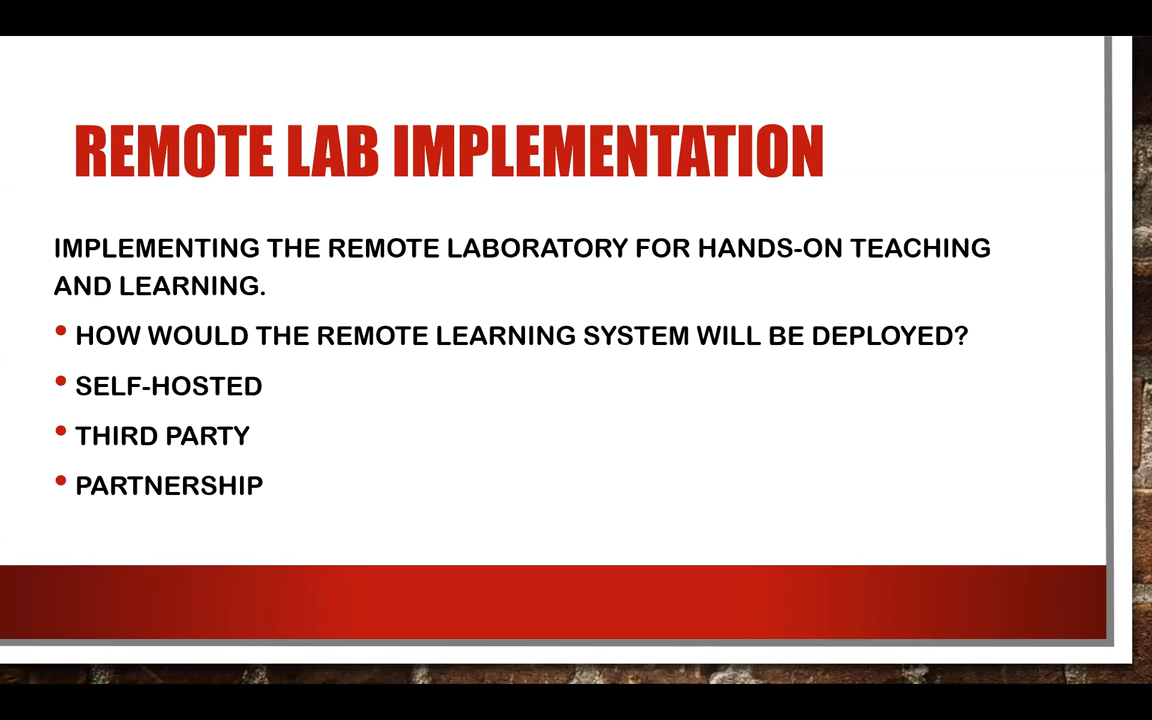 REMOTE LAB IMPLEMENTATION
IMPLEMENTING THE REMOTE LABORATORY FOR HANDS-ON TEACHING
AND LEARNING.
• HOW WOULD THE REMOTE LEARNING SYSTEM WILL BE DEPLOYED?
• SELF-HOSTED
• THIRD PARTY
• PARTNERSHIP